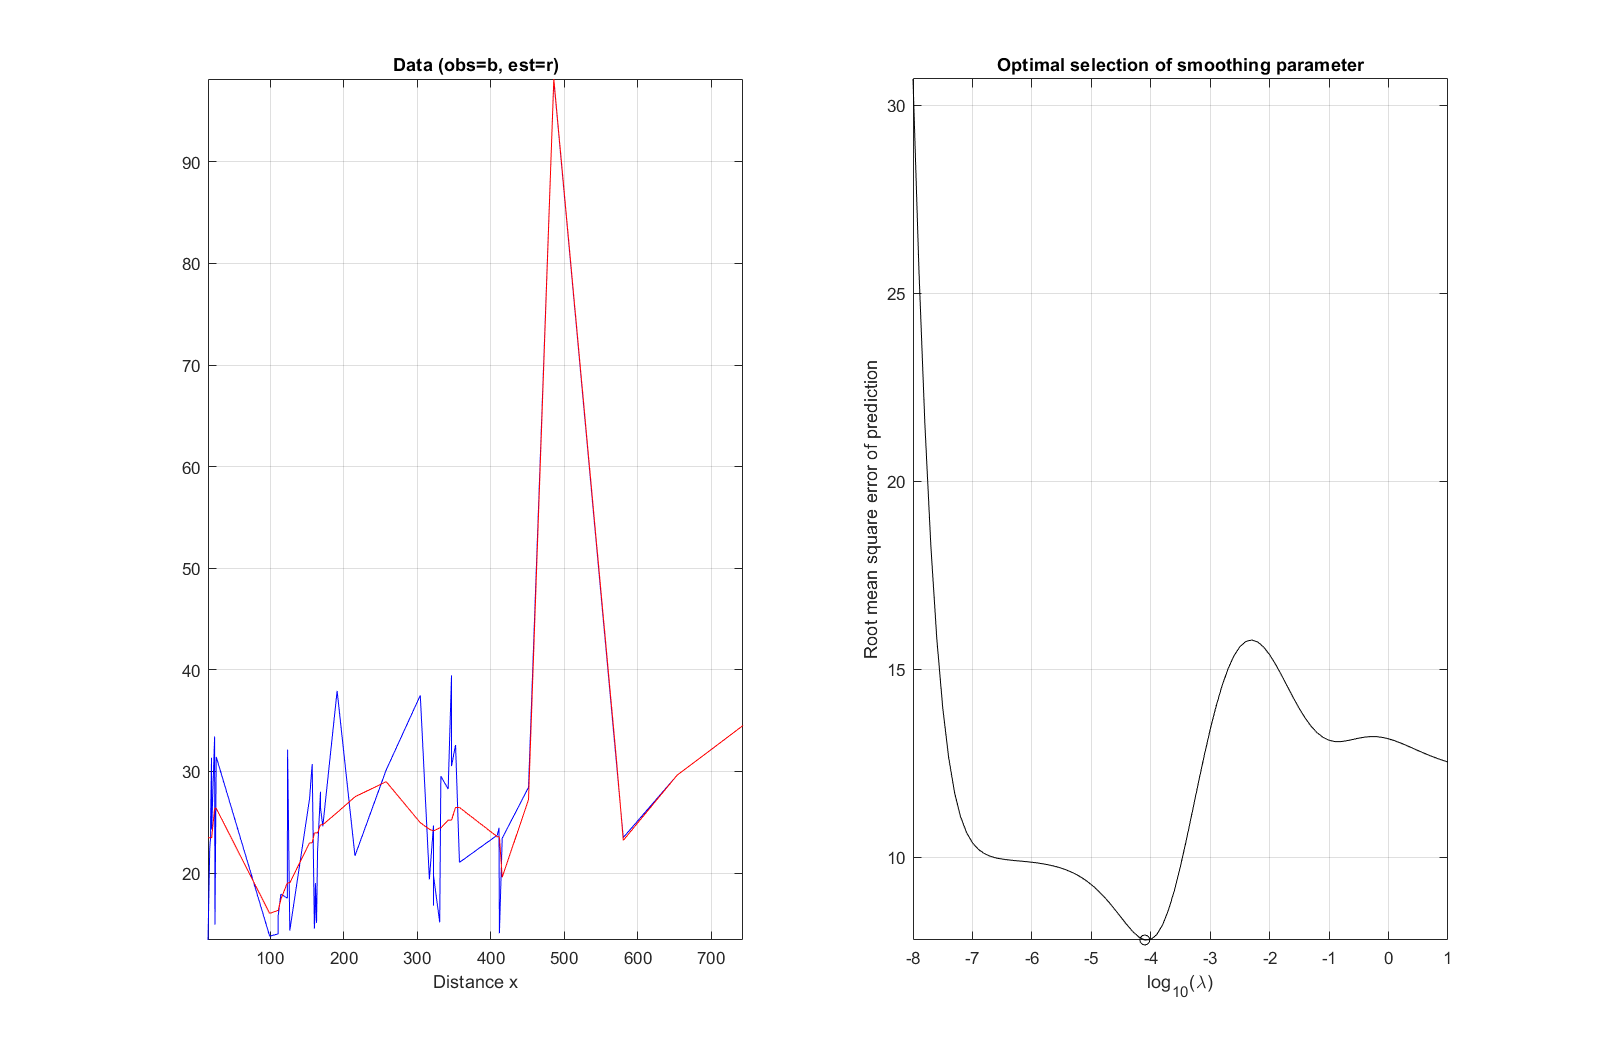 Data (obs=b, est=r)
90
80
70
60
50
40
30
20
100 200 300 400 500 600 700
Distance x
Optimal selection of smoothing parameter
Root mean square error of prediction
30
25
20
15
10
-8 -7 -6 -5 -4 -3 -2 -1 0 1
log10(λ)